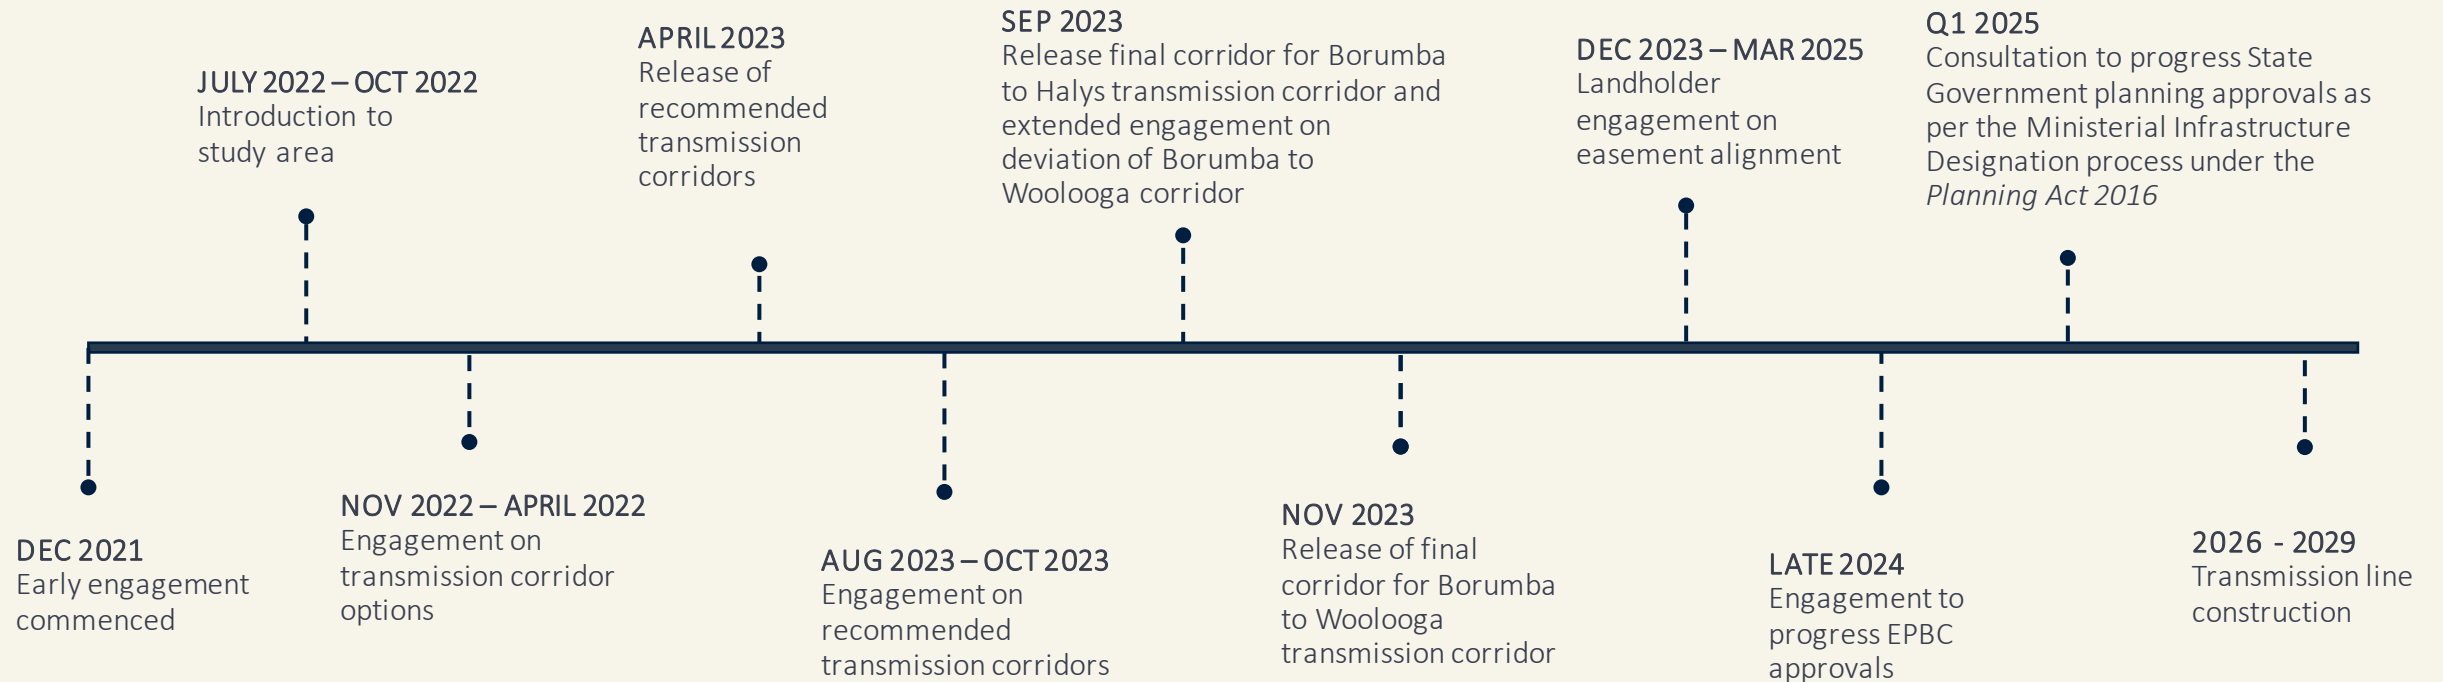 JULY 2022 – OCT 2022
Introduction to
study area
APRIL 2023
Release of
recommended
transmission
corridors
SEP 2023
Release final corridor for Borumba
to Halys transmission corridor and
extended engagement on
deviation of Borumba to
Woolooga corridor
DEC 2023 – MAR 2025
Landholder
engagement on
easement alignment
Q1 2025
Consultation to progress State
Government planning approvals as
per the Ministerial Infrastructure
Designation process under the
Planning Act 2016
DEC 2021
Early engagement
commenced
NOV 2022 – APRIL 2022
Engagement on
transmission corridor
options
AUG 2023 – OCT 2023
Engagement on
recommended
transmission corridors
NOV 2023
Release of final
corridor for Borumba
to Woolooga
transmission corridor
LATE 2024
Engagement to
progress EPBC
approvals
2026 - 2029
Transmission line
construction